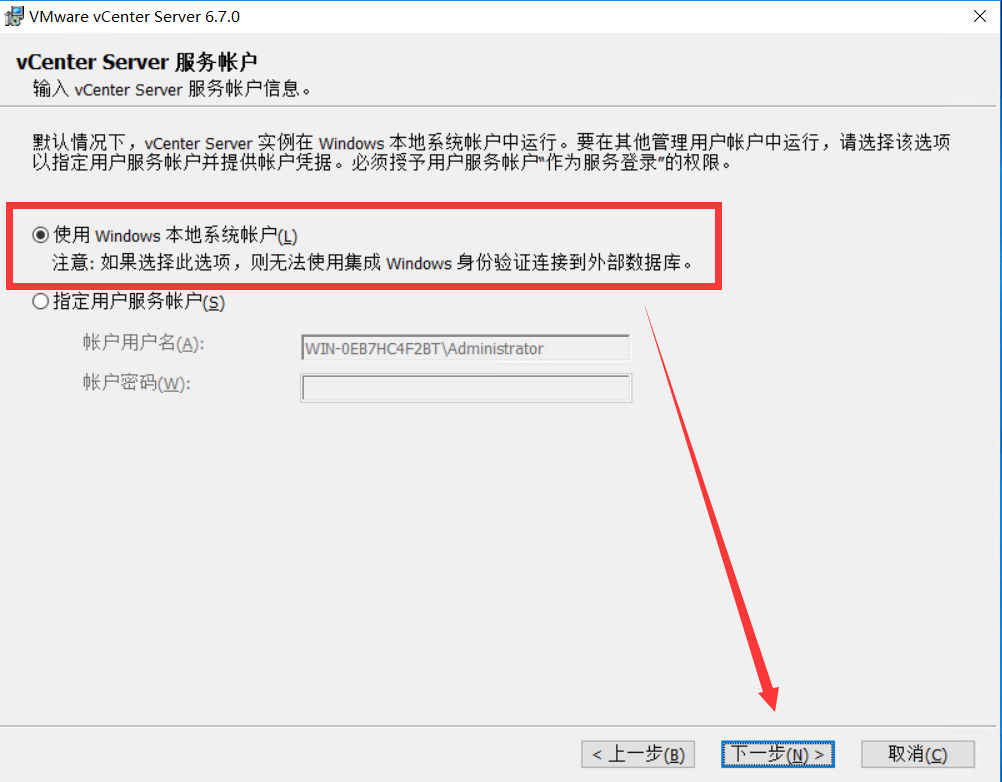 VMware vCenter Server 6.7.0
vCenter Server 服务帐户
输入 vCenter Server 服务帐户信息。
默认情况下，vCenter Server 实例在 Windows 本地系统帐户中运行。要在其他管理用户帐户中运行，请选择该选项
以指定用户服务帐户并提供帐户凭据。必须授予用户服务帐户“作为服务登录”的权限。
使用 Windows 本地系统帐户(L)
注意: 如果选择此选项，则无法使用集成 Windows 身份验证连接到外部数据库。
指定用户服务帐户(S)
帐户用户名(A):
WIN-0EB7HC4F2BT\Administrator
帐户密码(W):
< 上一步(B)
下一步(N) >
取消(C)